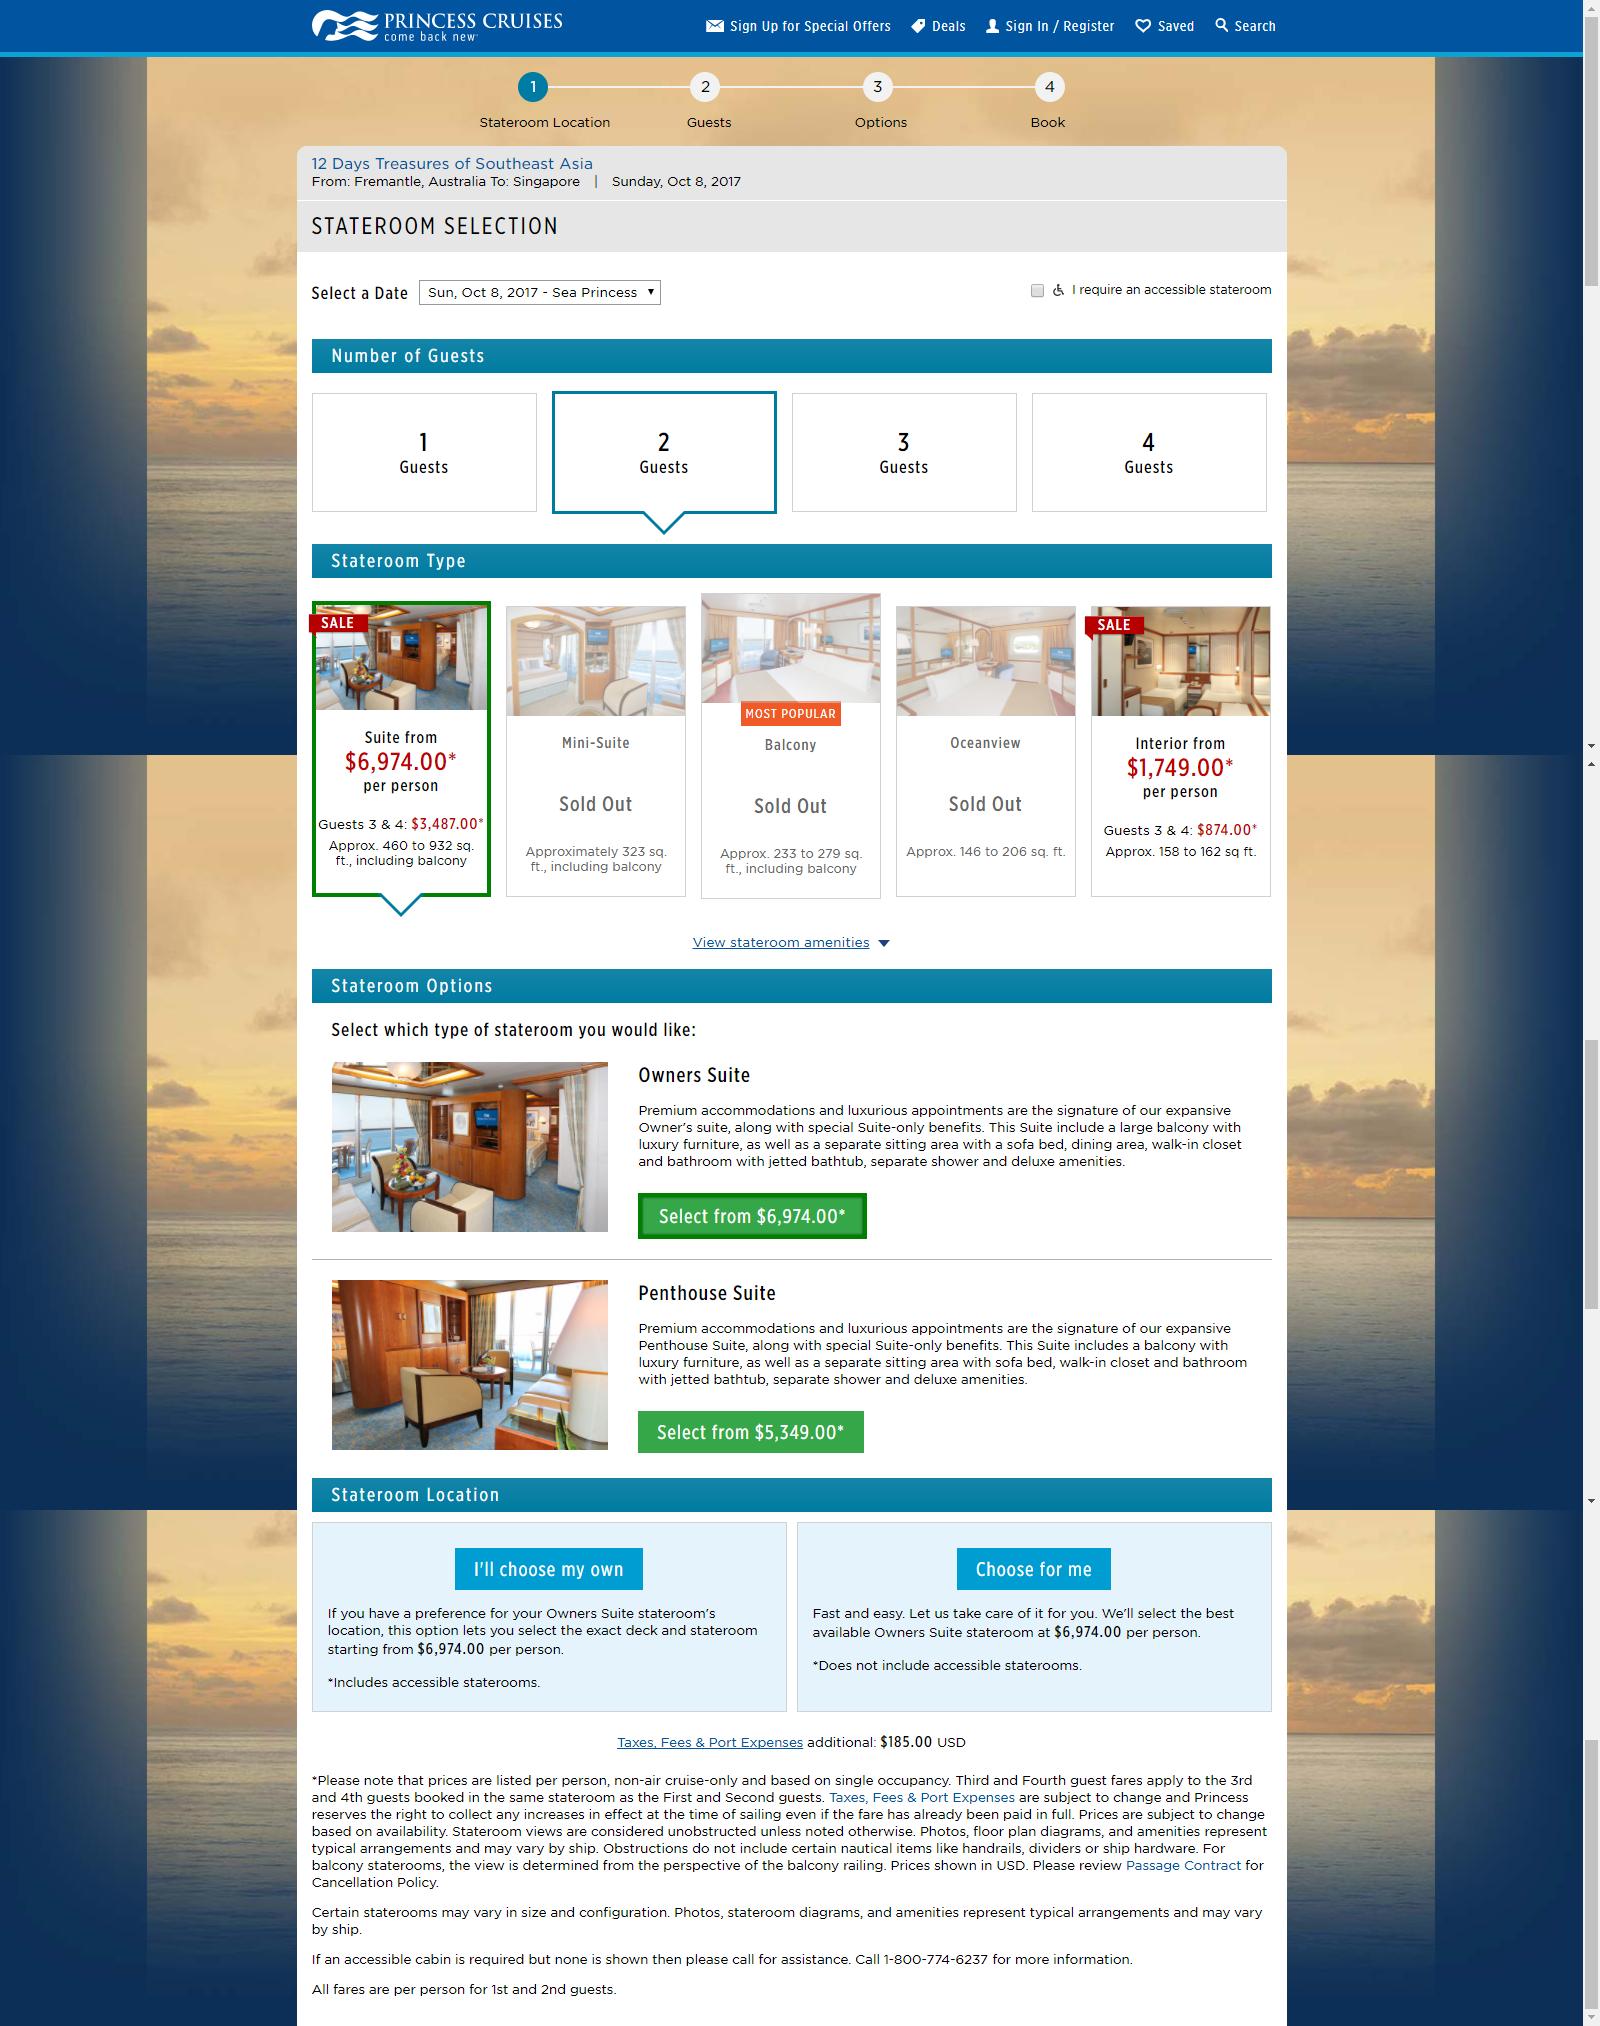 PRINCESS CRUISES
come back new
Sign Up for Special Offers
Deals
Sign In / Register
Saved
Search
1
2
3
4
Stateroom Location
Guests
Options
Book
12 Days Treasures of Southeast Asia
From: Fremantle, Australia To: Singapore | Sunday, Oct 8, 2017
STATEROOM SELECTION
Select a Date
Sun, Oct 8, 2017 - Sea Princess
I require an accessible stateroom
Number of Guests
1
Guests
2
Guests
3
Guests
4
Guests
Stateroom Type
SALE
Suite from
$6,974.00*
per person
Guests 3 & 4: $3,487.00*
Approx. 460 to 932 sq.
ft., including balcony
Mini-Suite
Sold Out
Approximately 323 sq.
ft., including balcony
MOST POPULAR
Balcony
Sold Out
Approx. 233 to 279 sq.
ft., including balcony
Oceanview
Sold Out
Approx. 146 to 206 sq. ft.
SALE
Interior from
$1,749.00*
per person
Guests 3 & 4: $874.00*
Approx. 158 to 162 sq ft.
View stateroom amenities
Stateroom Options
Select which type of stateroom you would like:
Owners Suite
Premium accommodations and luxurious appointments are the signature of our expansive
Owner's suite, along with special Suite-only benefits. This Suite include a large balcony with
luxury furniture, as well as a separate sitting area with a sofa bed, dining area, walk-in closet
and bathroom with jetted bathtub, separate shower and deluxe amenities.
Select from $6,974.00*
Penthouse Suite
Premium accommodations and luxurious appointments are the signature of our expansive
Penthouse Suite, along with special Suite-only benefits. This Suite includes a balcony with
luxury furniture, as well as a separate sitting area with sofa bed, walk-in closet and bathroom
with jetted bathtub, separate shower and deluxe amenities.
Select from $5,349.00*
Stateroom Location
I'll choose my own
If you have a preference for your Owners Suite stateroom's
location, this option lets you select the exact deck and stateroom
starting from $6,974.00 per person.
*Includes accessible staterooms.
Choose for me
Fast and easy. Let us take care of it for you. We'll select the best
available Owners Suite stateroom at $6,974.00 per person.
*Does not include accessible staterooms.
Taxes, Fees & Port Expenses additional: $185.00 USD
*Please note that prices are listed per person, non-air cruise-only and based on single occupancy. Third and Fourth guest fares apply to the 3rd
and 4th guests booked in the same stateroom as the First and Second guests. Taxes, Fees & Port Expenses are subject to change and Princess
reserves the right to collect any increases in effect at the time of sailing even if the fare has already been paid in full. Prices are subject to change
based on availability. Stateroom views are considered unobstructed unless noted otherwise. Photos, floor plan diagrams, and amenities represent
typical arrangements and may vary by ship. Obstructions do not include certain nautical items like handrails, dividers or ship hardware. For
balcony staterooms, the view is determined from the perspective of the balcony railing. Prices shown in USD. Please review Passage Contract for
Cancellation Policy.
Certain staterooms may vary in size and configuration. Photos, stateroom diagrams, and amenities represent typical arrangements and may vary
by ship.
If an accessible cabin is required but none is shown then please call for assistance. Call 1-800-774-6237 for more information.
All fares are per person for 1st and 2nd guests.